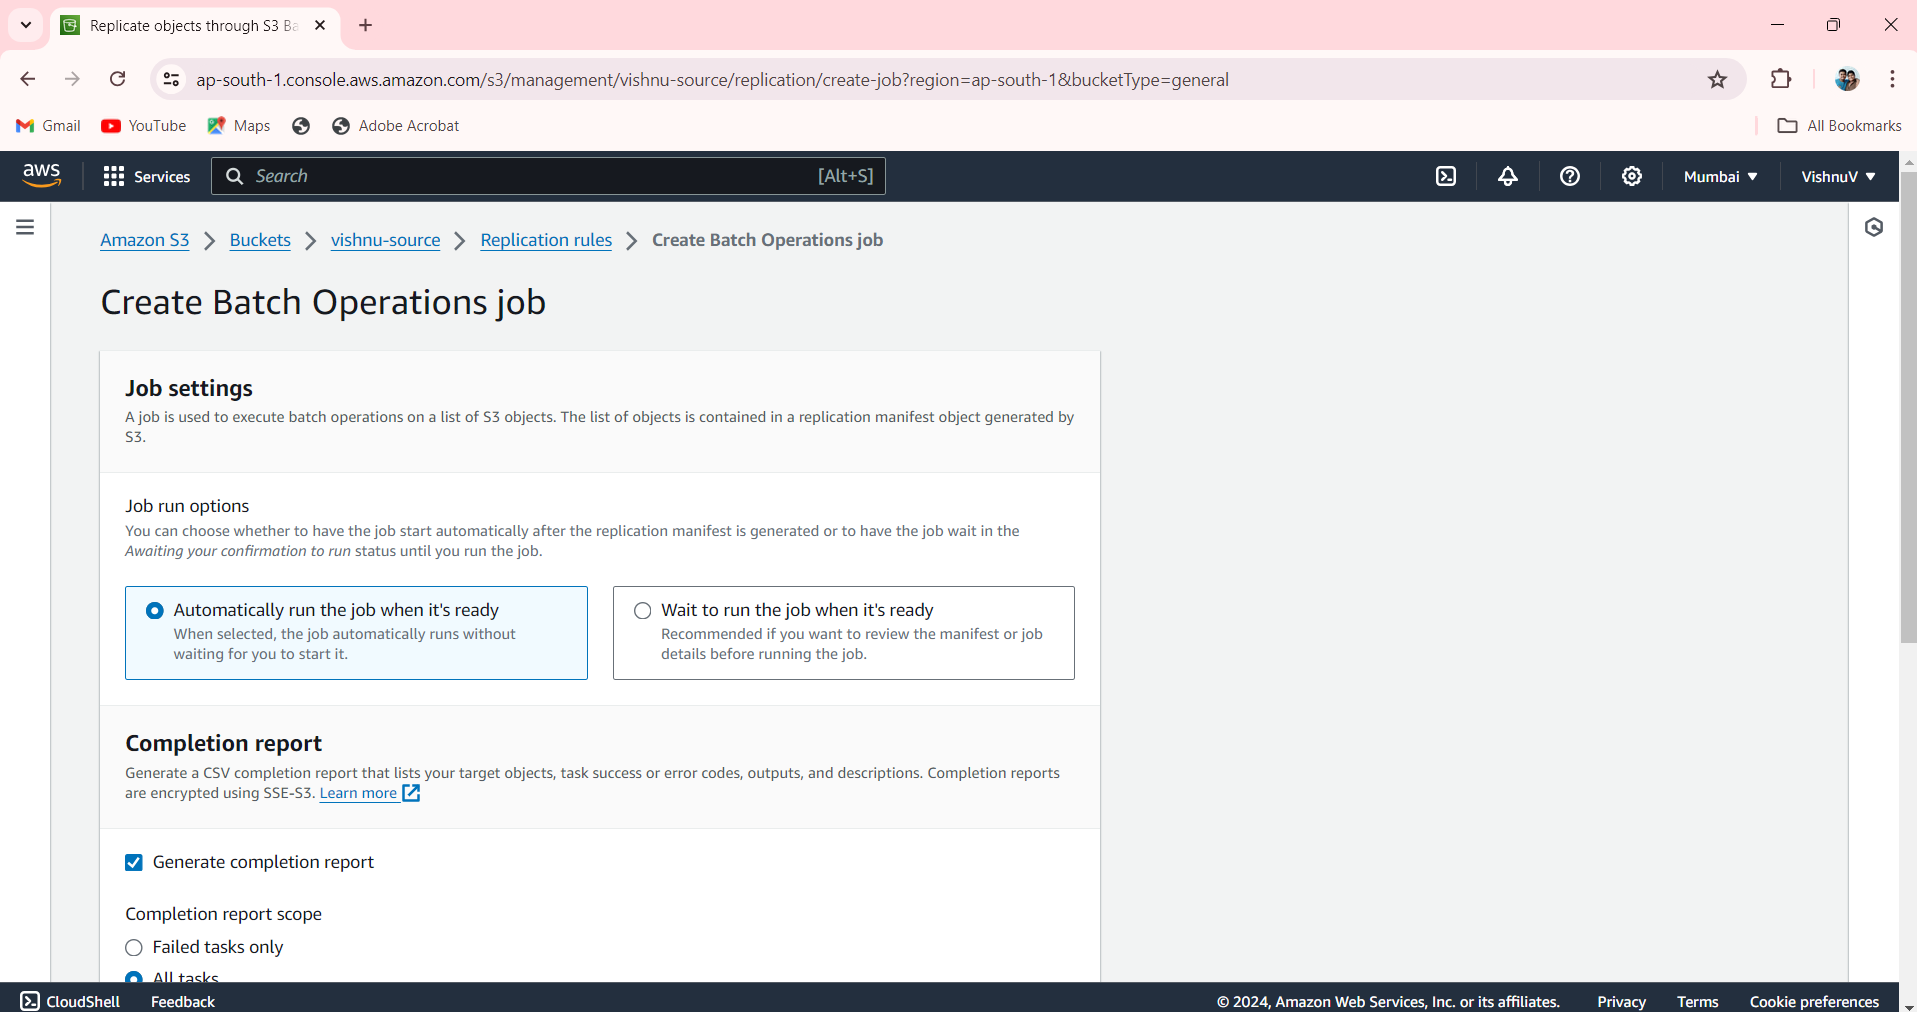 Replicate objects through S3 Ba
ap-south-1.console.aws.amazon.com/s3/management/vishnu-source/replication/create-job?region=ap-south-1&bucketType=general
Gmail YouTube Maps Adobe Acrobat All Bookmarks
aws Services Search [Alt+S] Mumbai VishnuV
Amazon S3 Buckets vishnu-source Replication rules Create Batch Operations job
Create Batch Operations job
Job settings
A job is used to execute batch operations on a list of S3 objects. The list of objects is contained in a replication manifest object generated by
S3.
Job run options
You can choose whether to have the job start automatically after the replication manifest is generated or to have the job wait in the
Awaiting your confirmation to run status until you run the job.
Automatically run the job when it's ready
When selected, the job automatically runs without
waiting for you to start it.
Wait to run the job when it's ready
Recommended if you want to review the manifest or job
details before running the job.
Completion report
Generate a CSV completion report that lists your target objects, task success or error codes, outputs, and descriptions. Completion reports
are encrypted using SSE-S3. Learn more
Generate completion report
Completion report scope
Failed tasks only
All tasks
CloudShell Feedback © 2024, Amazon Web Services, Inc. or its affiliates. Privacy Terms Cookie preferences